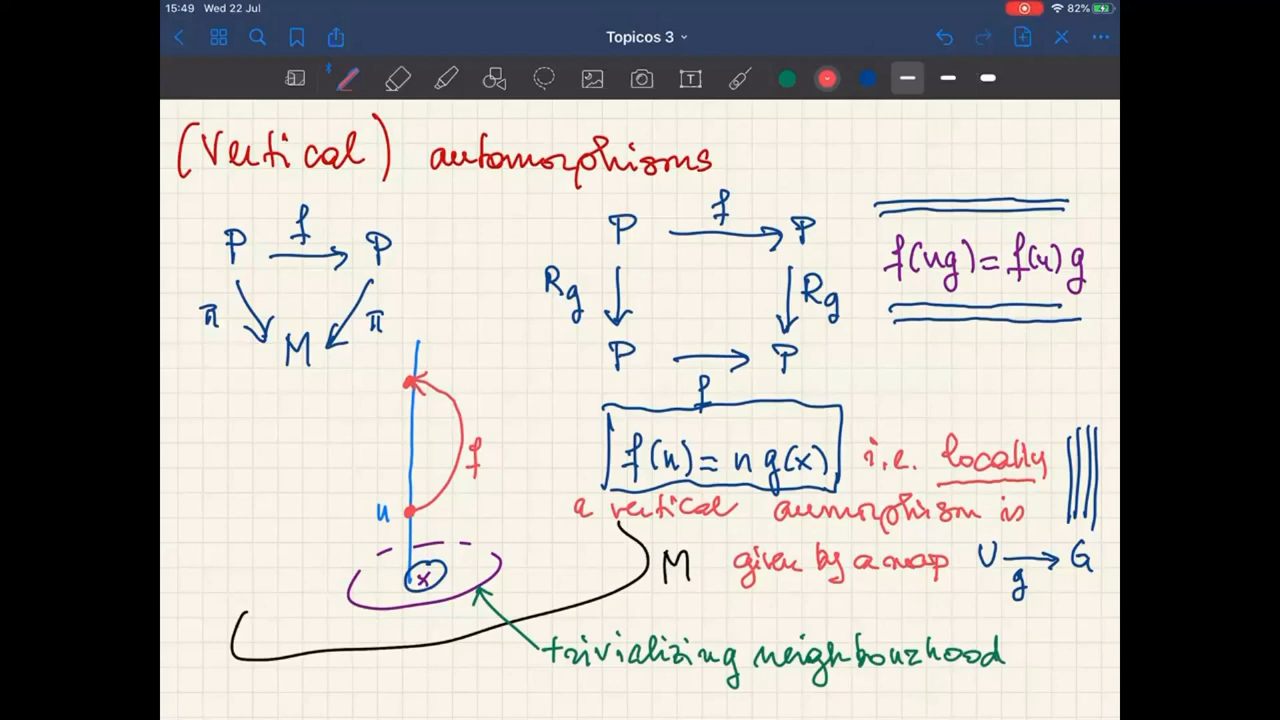 15:49 Wed 22 Jul
82%
Topicos 3
T
(Vertical) automorphisms
P f P
π π
M
P f P
Rg Rg
P P
f
f(ug) = f(u) g
f(u) = u g(x) i.e. locally
a vertical aumorphism is
given by a map U g G
f
u
x
M
trivializing neighbourhood